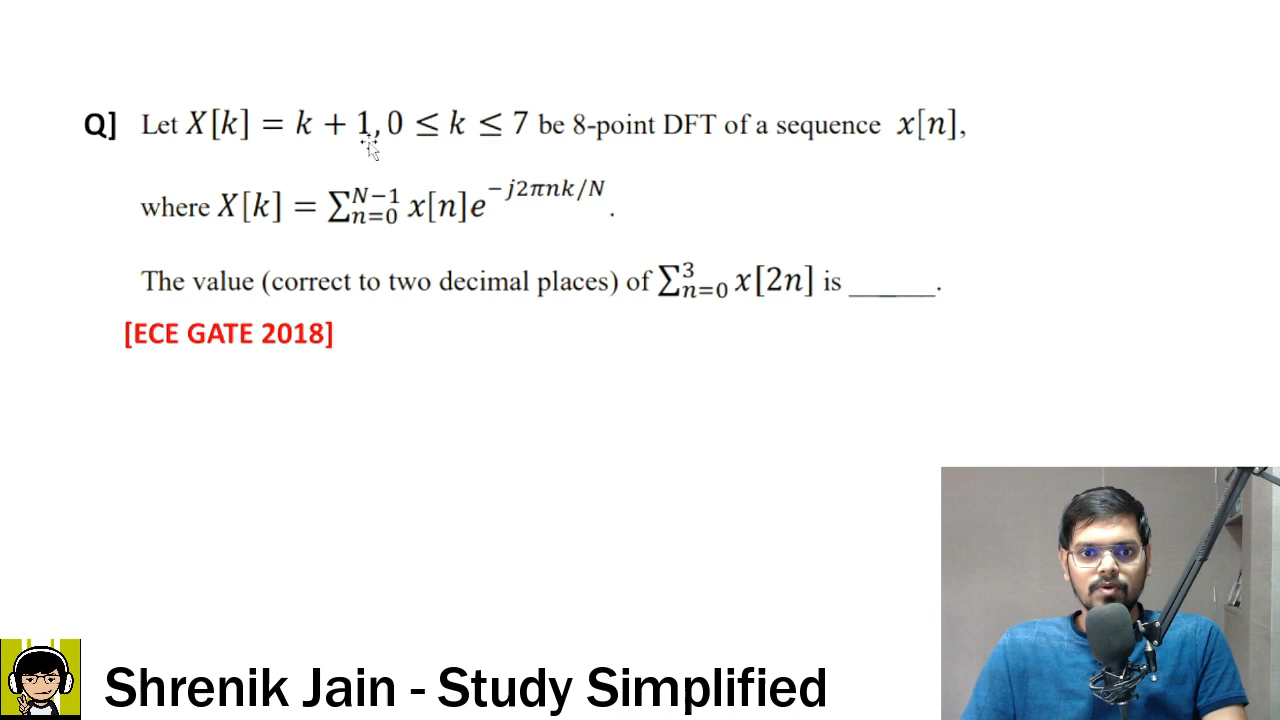 Q] Let X[k] = k + 1, 0 ≤ k ≤ 7 be 8-point DFT of a sequence x[n],
where X[k] = ∑_{n=0}^{N−1} x[n]e^{−j2πnk/N}.
The value (correct to two decimal places) of ∑_{n=0}^{3} x[2n] is ______.
[ECE GATE 2018]
Shrenik Jain - Study Simplified